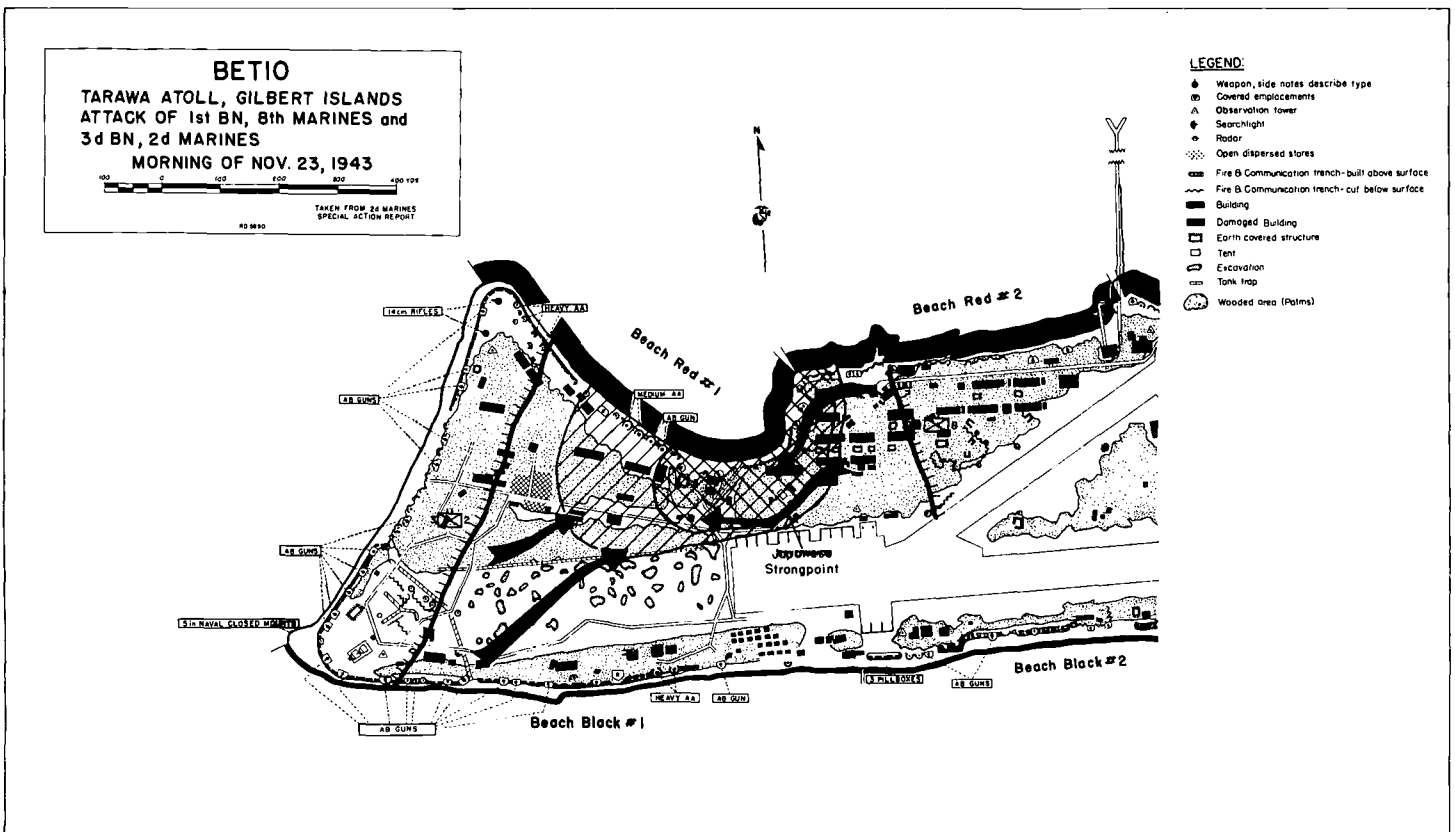 BETIO
TARAWA ATOLL, GILBERT ISLANDS
ATTACK OF 1st BN, 8th MARINES and
3d BN, 2d MARINES
MORNING OF NOV. 23, 1943
100 0 100 200 300 400 YDS
TAKEN FROM 2d MARINES
SPECIAL ACTION REPORT
RD 5890
N
LEGEND:
Weapon, side notes describe type
Covered emplacements
Observation tower
Searchlight
Radar
Open dispersed stores
Fire & Communication trench-built above surface
Fire & Communication trench-cut below surface
Building
Damaged Building
Earth covered structure
Tent
Excavation
Tank trap
Wooded area (Palms)
14cm RIFLES
HEAVY AA
Beach Red #1
Beach Red #2
MEDIUM AA
AB GUN
AB GUNS
3
2
8
AB GUNS
Japanese
Strongpoint
5in NAVAL CLOSED MOUNTS
AB GUNS
Beach Black #1
HEAVY AA
AB GUN
3 PILLBOXES
AB GUNS
Beach Black #2